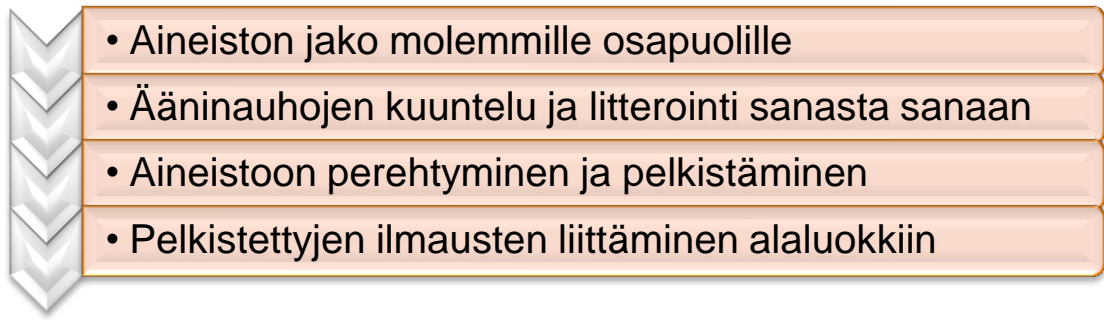 • Aineiston jako molemmille osapuolille
• Ääninauhojen kuuntelu ja litterointi sanasta sanaan
• Aineistoon perehtyminen ja pelkistäminen
• Pelkistettyjen ilmausten liittäminen alaluokkiin